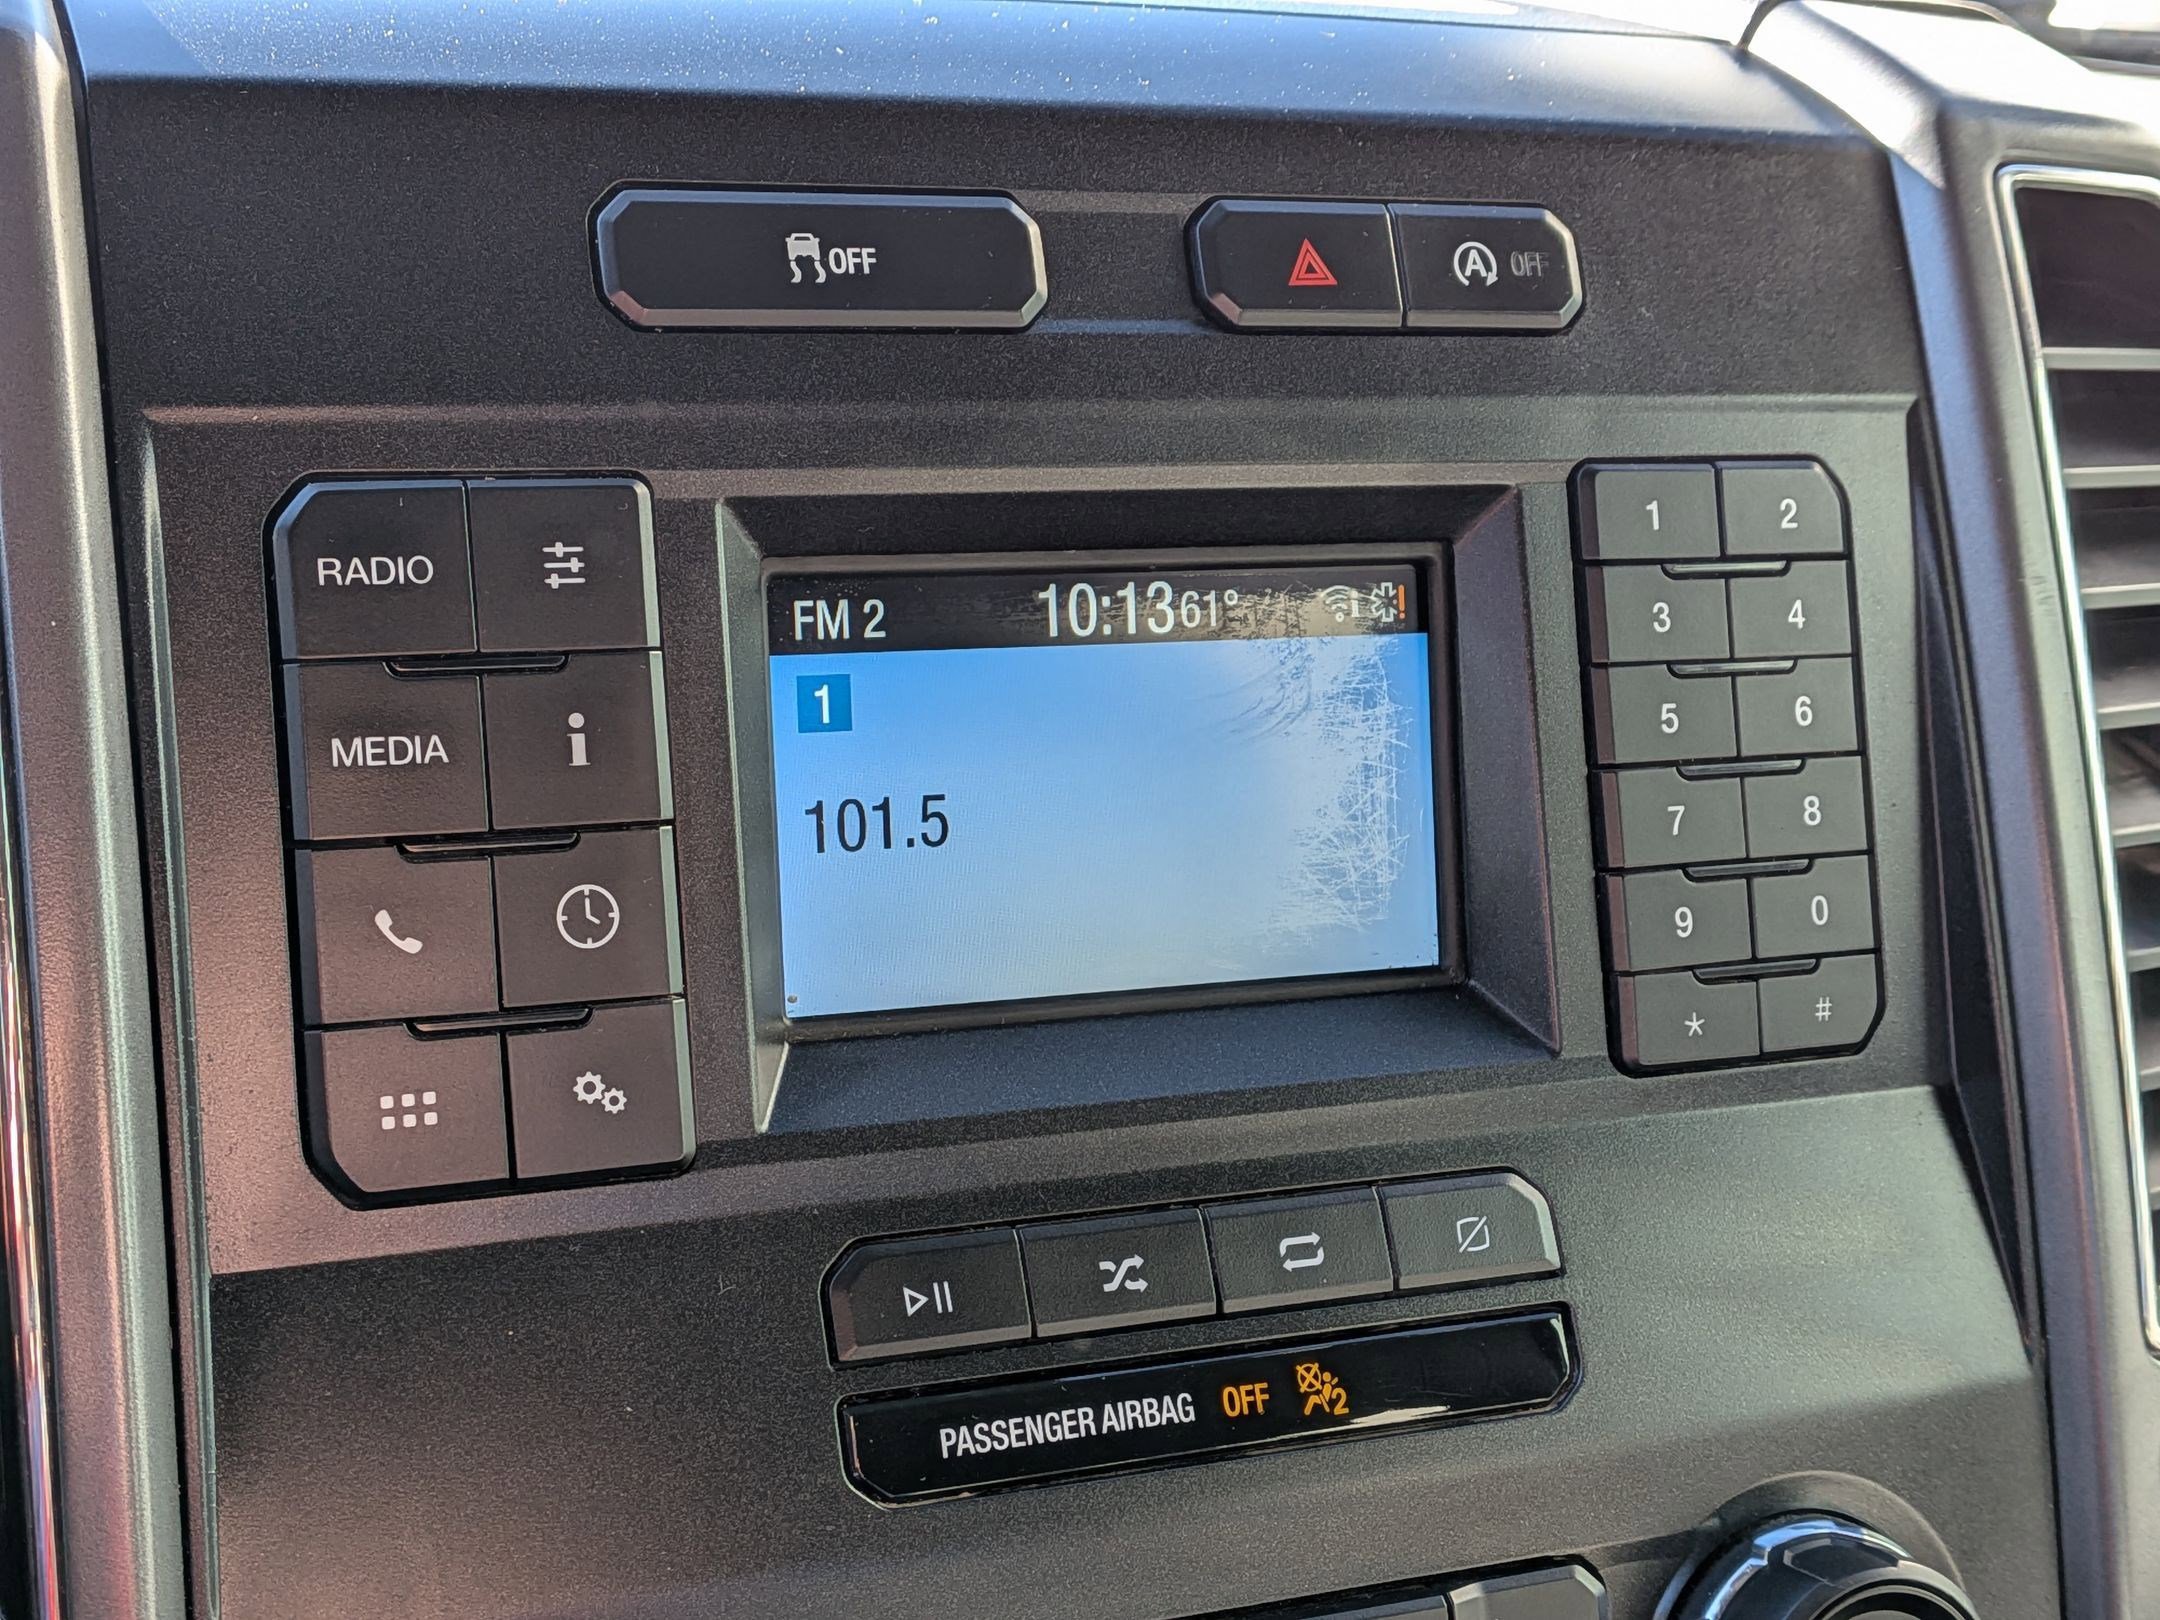 OFF
A OFF
RADIO
MEDIA
i
FM 2 10:13 61°
1
101.5
1 2
3 4
5 6
7 8
9 0
* #
PASSENGER AIRBAG OFF 2